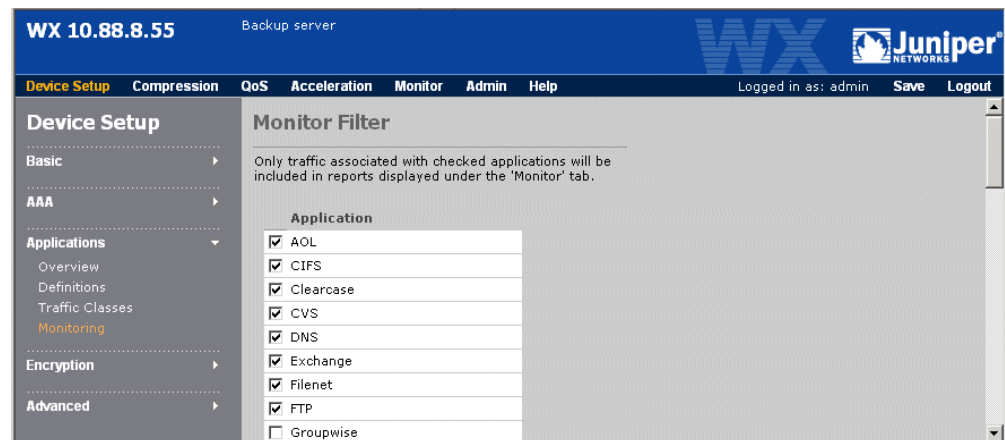 WX 10.88.8.55
Backup server
WX
Juniper®
NETWORKS
Device Setup Compression QoS Acceleration Monitor Admin Help Logged in as: admin Save Logout
Device Setup
Basic
AAA
Applications
Overview
Definitions
Traffic Classes
Monitoring
Encryption
Advanced
Monitor Filter
Only traffic associated with checked applications will be
included in reports displayed under the 'Monitor' tab.
Application
AOL
CIFS
Clearcase
CVS
DNS
Exchange
Filenet
FTP
Groupwise